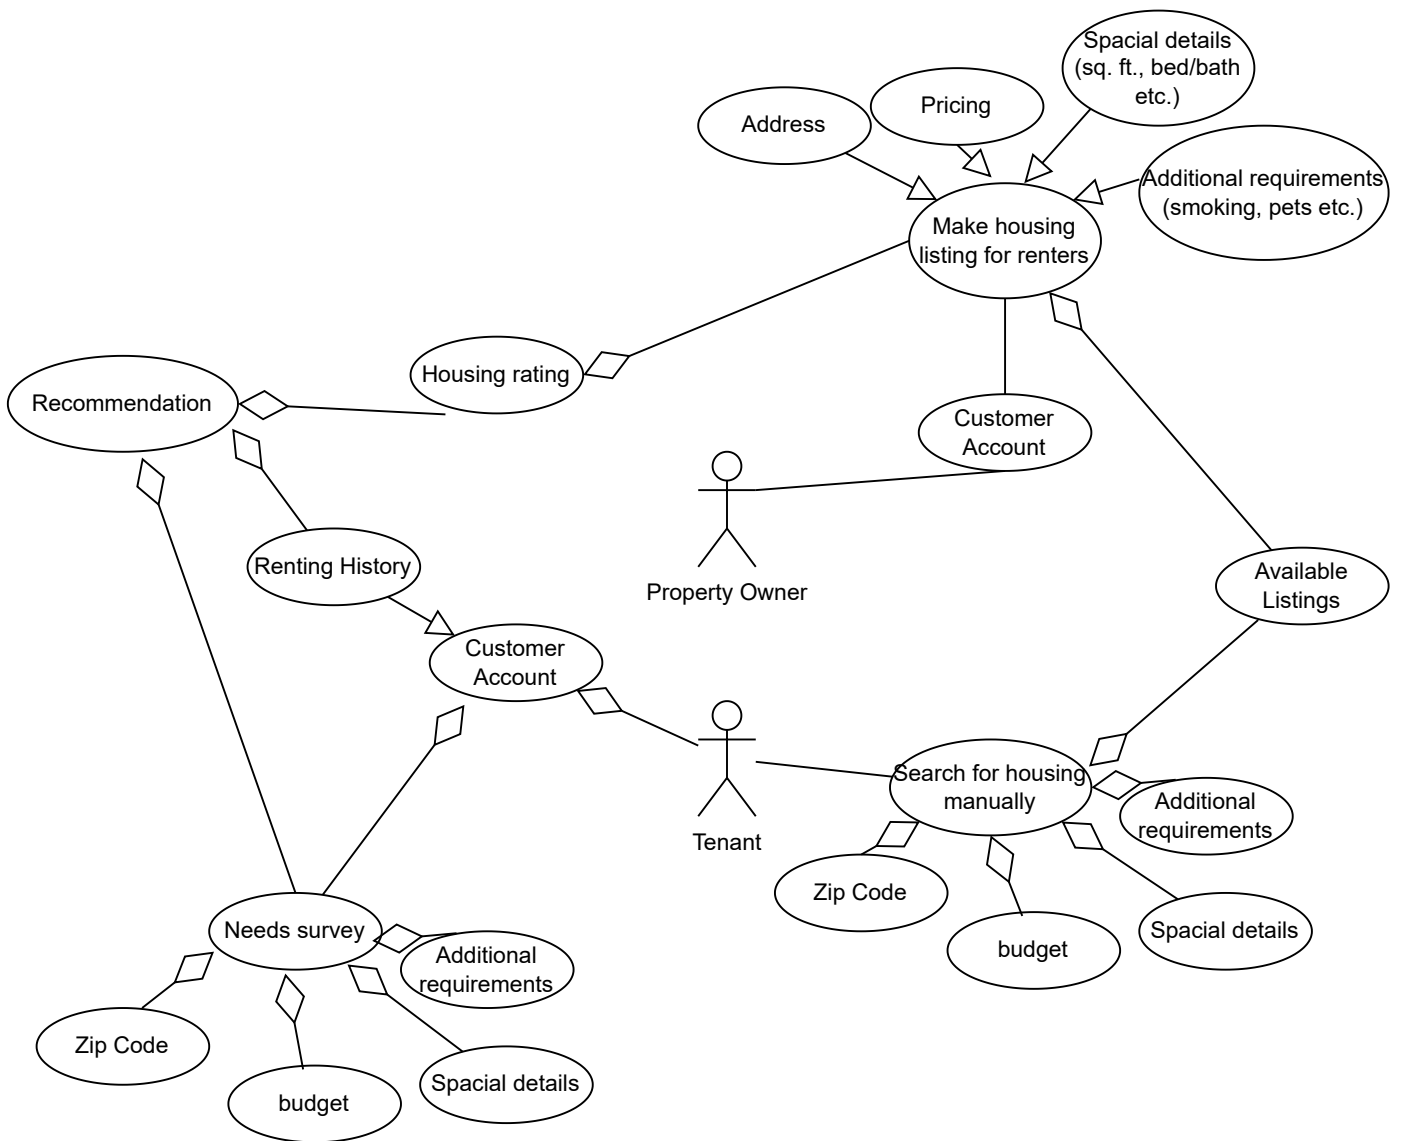 Spacial details
(sq. ft., bed/bath
etc.)
Pricing
Address
Additional requirements
(smoking, pets etc.)
Make housing
listing for renters
Housing rating
Recommendation
Customer
Account
Renting History
Property Owner
Available
Listings
Customer
Account
Search for housing
manually
Additional
requirements
Tenant
Zip Code
budget
Spacial details
Needs survey
Additional
requirements
Zip Code
budget
Spacial details